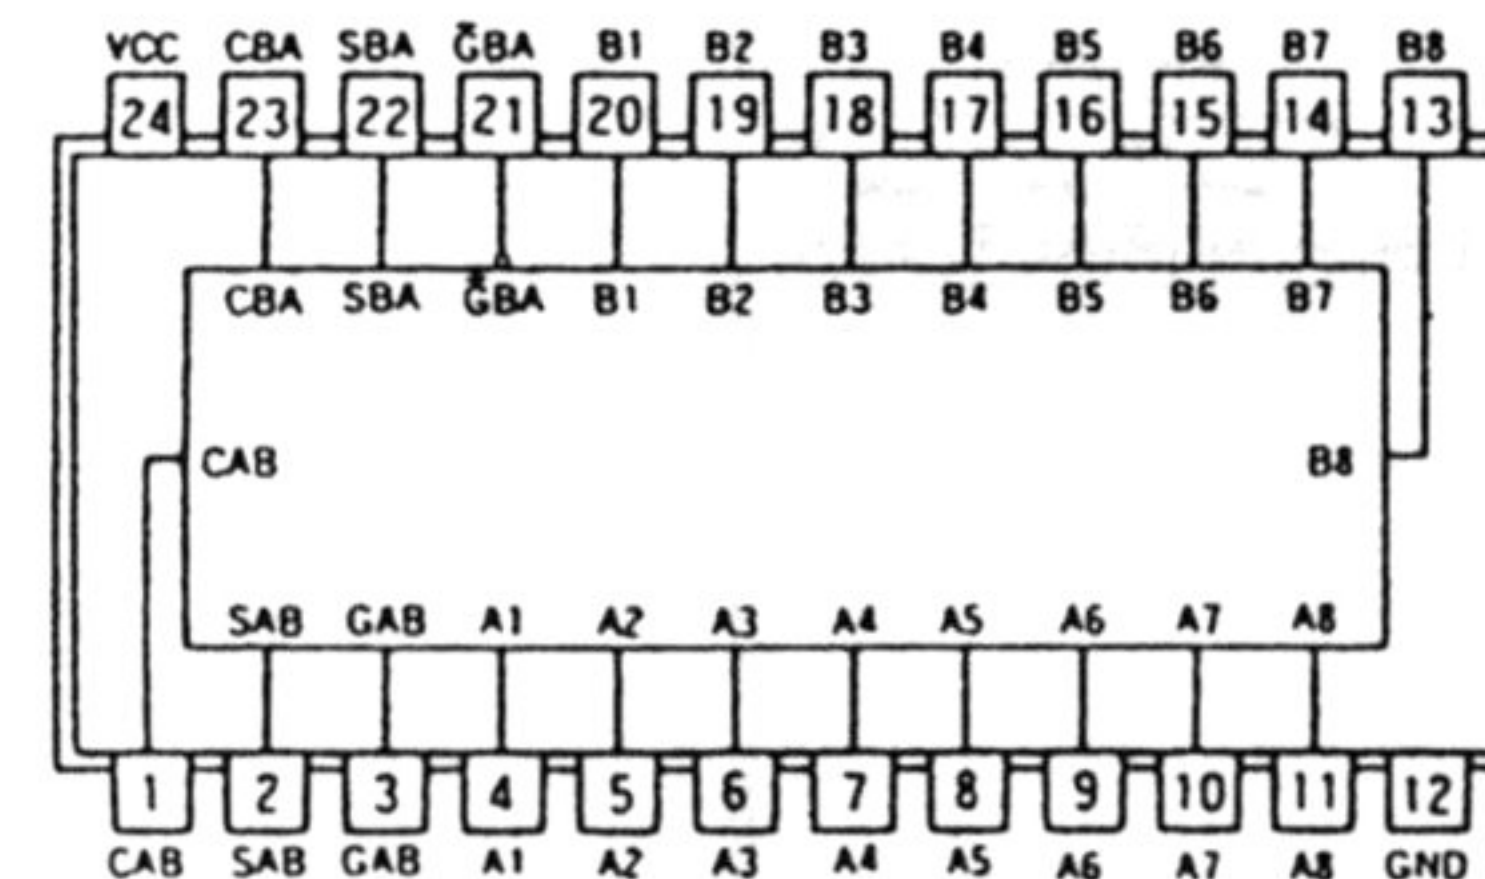 VCC CBA SBA G̅BA B1 B2 B3 B4 B5 B6 B7 B8
24 23 22 21 20 19 18 17 16 15 14 13
CBA SBA G̅BA B1 B2 B3 B4 B5 B6 B7
CAB B8
SAB GAB A1 A2 A3 A4 A5 A6 A7 A8
1 2 3 4 5 6 7 8 9 10 11 12
CAB SAB GAB A1 A2 A3 A4 A5 A6 A7 A8 GND